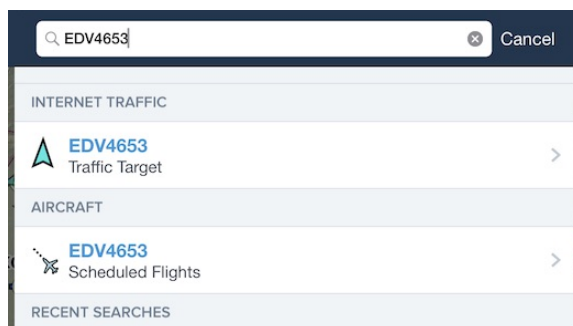 EDV4653
Cancel
INTERNET TRAFFIC
EDV4653
Traffic Target
AIRCRAFT
EDV4653
Scheduled Flights
RECENT SEARCHES